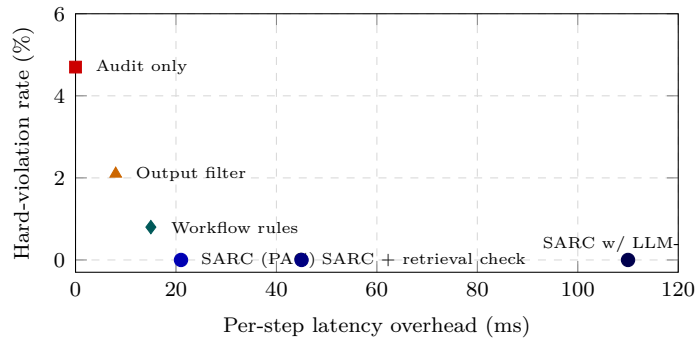 Hard-violation rate (%)
6
4
2
0
Audit only
Output filter
Workflow rules
SARC (PA ) SARC + retrieval check
SARC w/ LLM-
0 20 40 60 80 100 120
Per-step latency overhead (ms)